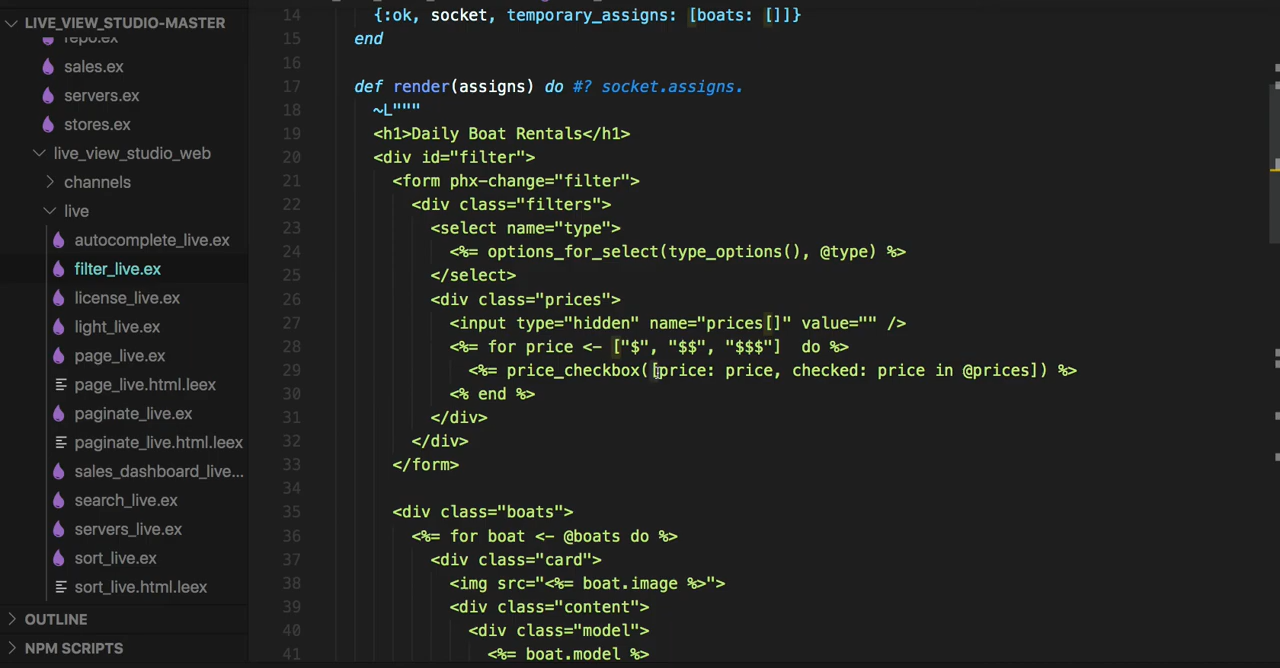 LIVE_VIEW_STUDIO-MASTER
repo.ex
sales.ex
servers.ex
stores.ex
live_view_studio_web
channels
live
autocomplete_live.ex
filter_live.ex
license_live.ex
light_live.ex
page_live.ex
page_live.html.leex
paginate_live.ex
paginate_live.html.leex
sales_dashboard_live...
search_live.ex
servers_live.ex
sort_live.ex
sort_live.html.leex
OUTLINE
NPM SCRIPTS
14 {:ok, socket, temporary_assigns: [boats: []]}
15 end
16
17 def render(assigns) do #? socket.assigns.
18 ~L"""
19 <h1>Daily Boat Rentals</h1>
20 <div id="filter">
21 <form phx-change="filter">
22 <div class="filters">
23 <select name="type">
24 <%= options_for_select(type_options(), @type) %>
25 </select>
26 <div class="prices">
27 <input type="hidden" name="prices[]" value="" />
28 <%= for price <- ["$", "$$", "$$$"]  do %>
29 <%= price_checkbox([price: price, checked: price in @prices]) %>
30 <% end %>
31 </div>
32 </div>
33 </form>
34
35 <div class="boats">
36 <%= for boat <- @boats do %>
37 <div class="card">
38 <img src="<%= boat.image %>">
39 <div class="content">
40 <div class="model">
41 <%= boat.model %>